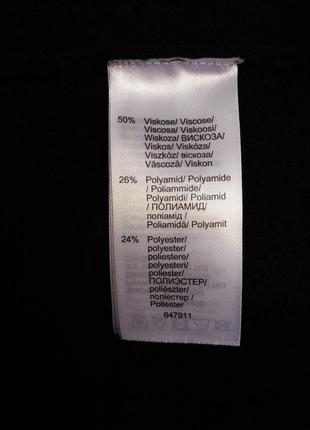 50% Viskose/ Viscose/
Viscosa/ Viskoosi/
Wiskoza/ ВИСКОЗА/
Viskos/ Viskóza/
Viszkóz/ віскоза/
Vâscoză/ Viskon
26% Polyamid/ Polyamide
/ Poliammide/
Polyamidi/ Poliamid
/ ПОЛИАМИД/
поліамід /
Poliamidă/ Polyamit
24% Polyester/
polyester/
poliestere/
polyesteri/
poliester/
ПОЛИЭСТЕР/
poliészter/
поліестер /
Poliester
647911